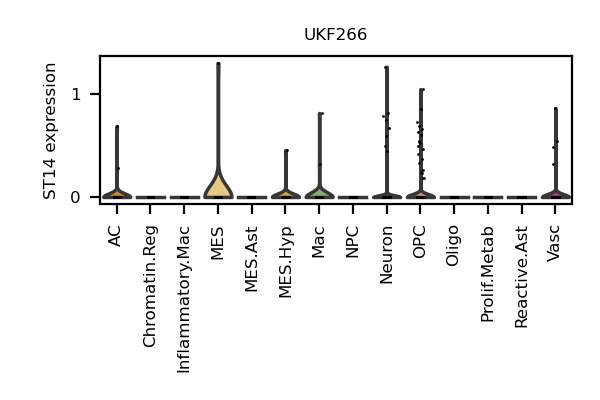 UKF266
ST14 expression
1
0
AC
Chromatin.Reg
Inflammatory.Mac
MES
MES.Ast
MES.Hyp
Mac
NPC
Neuron
OPC
Oligo
Prolif.Metab
Reactive.Ast
Vasc